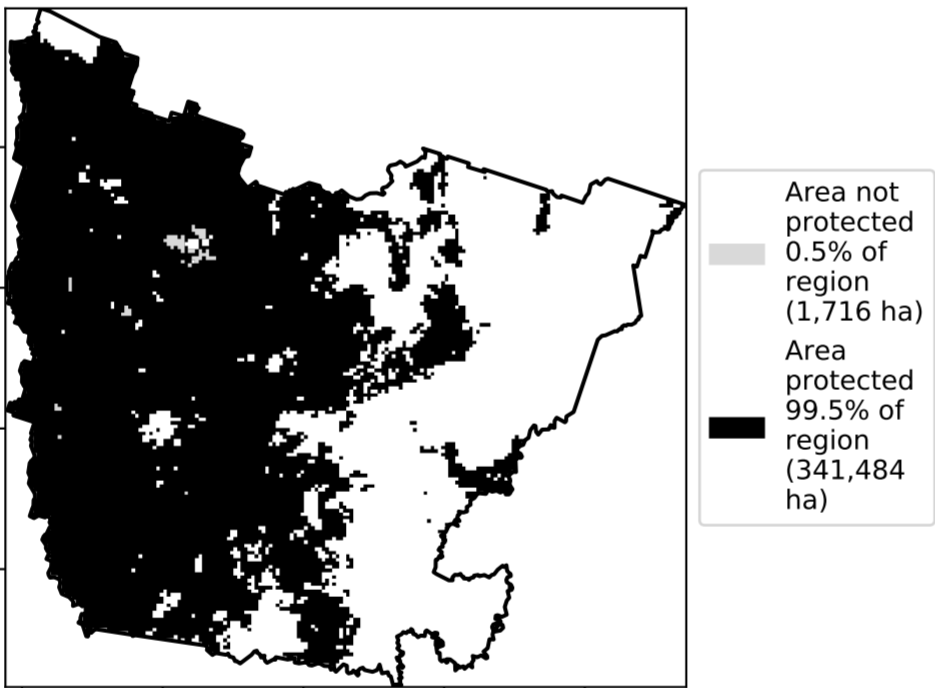 Area not
protected
0.5% of
region
(1,716 ha)
Area
protected
99.5% of
region
(341,484
ha)